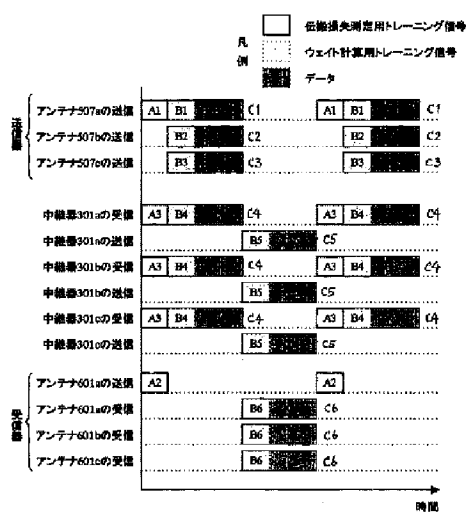 凡例
伝搬損失測定用トレーニング信号
ウェイト計算用トレーニング信号
データ
送信器
アンテナ507aの送信 A1 B1 C1 A1 B1 C1
アンテナ507bの送信 B2 C2 B2 C2
アンテナ507cの送信 B3 C3 B3 C3
中継器301aの受信 A3 B4 C4 A3 B4 C4
中継器301aの送信 B5 C5
中継器301bの受信 A3 B4 C4 A3 B4 C4
中継器301bの送信 B5 C5
中継器301cの受信 A3 B4 C4 A3 B4 C4
中継器301cの送信 B5 C5
受信器
アンテナ601aの送信 A2 A2
アンテナ601aの受信 B6 C6
アンテナ601bの受信 B6 C6
アンテナ601cの受信 B6 C6
時間